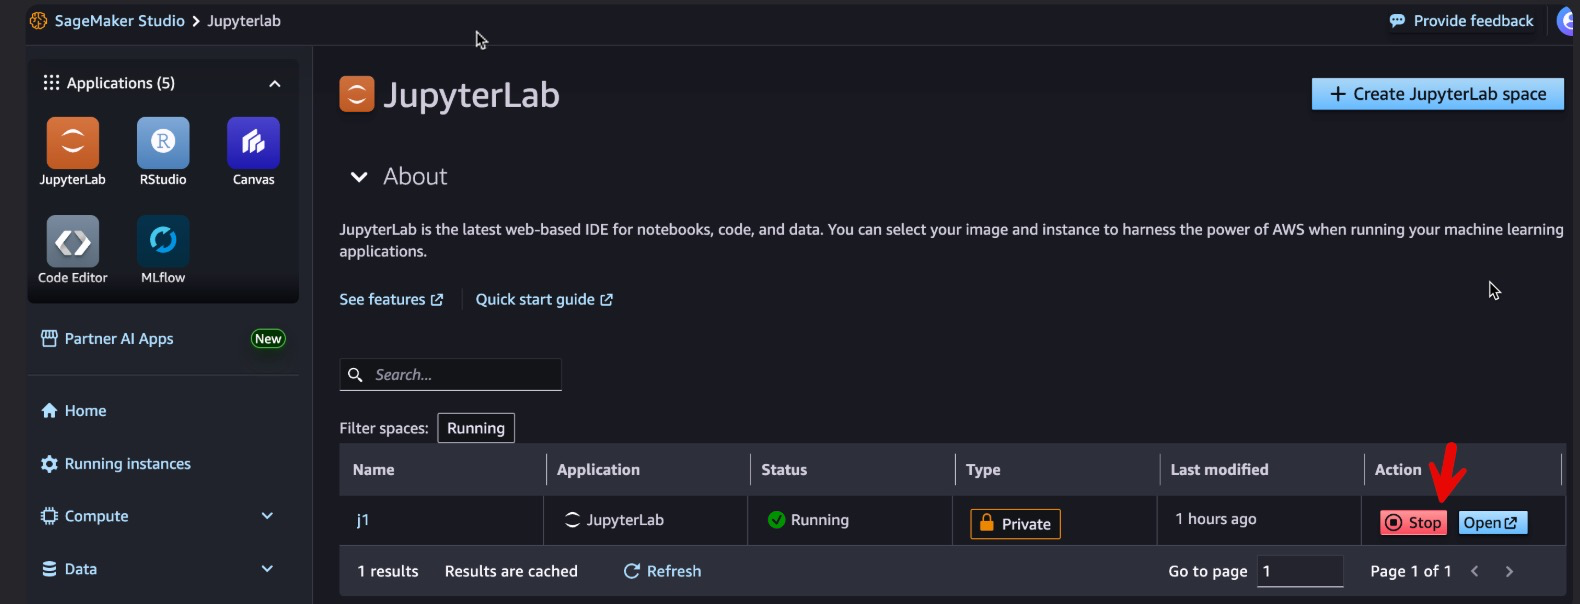 SageMaker Studio > Jupyterlab
Provide feedback
Applications (5)
JupyterLab
RStudio
Canvas
Code Editor
MLflow
Partner AI Apps
New
Home
Running instances
Compute
Data
JupyterLab
+ Create JupyterLab space
About
JupyterLab is the latest web-based IDE for notebooks, code, and data. You can select your image and instance to harness the power of AWS when running your machine learning
applications.
See features
Quick start guide
Search...
Filter spaces: Running
Name Application Status Type Last modified Action
j1 JupyterLab Running Private 1 hours ago Stop Open
1 results Results are cached Refresh Go to page 1 Page 1 of 1 < >